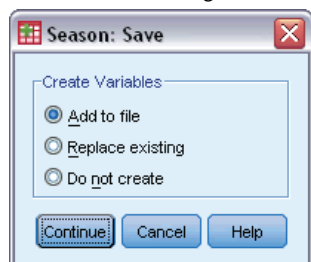 Season: Save
Create Variables
Add to file
Replace existing
Do not create
Continue Cancel Help